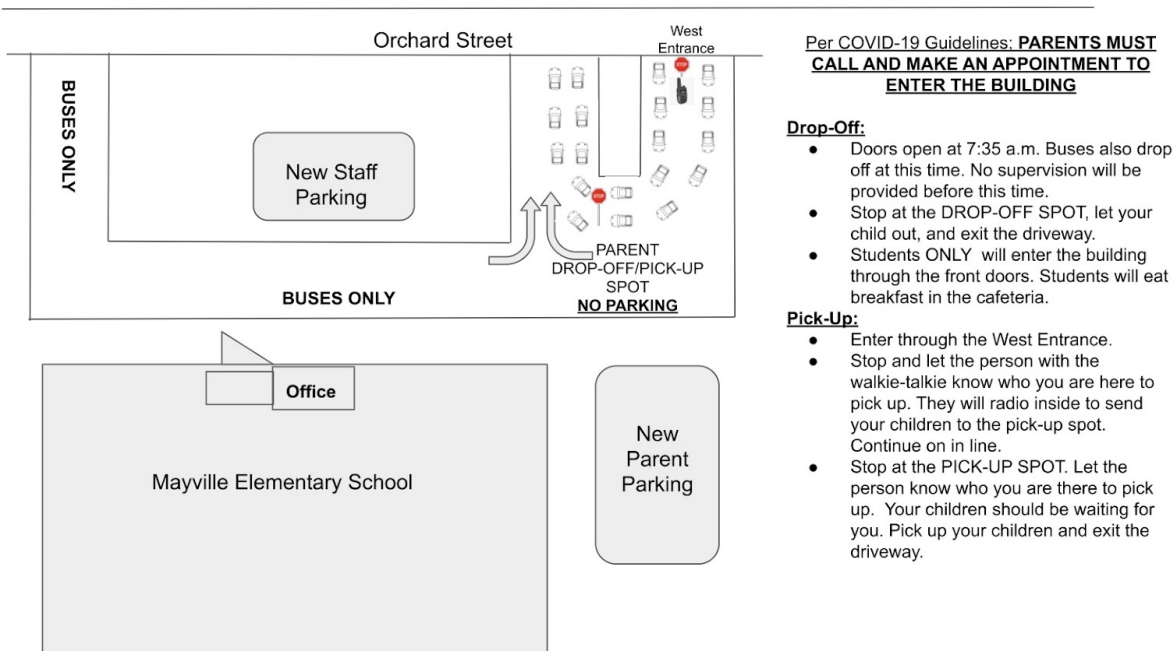 Orchard Street
West
Entrance
BUSES ONLY
New Staff
Parking
STOP
STOP
PARENT
DROP-OFF/PICK-UP
SPOT
NO PARKING
BUSES ONLY
Office
Mayville Elementary School
New
Parent
Parking
Per COVID-19 Guidelines: PARENTS MUST
CALL AND MAKE AN APPOINTMENT TO
ENTER THE BUILDING
Drop-Off:
● Doors open at 7:35 a.m. Buses also drop
off at this time. No supervision will be
provided before this time.
● Stop at the DROP-OFF SPOT, let your
child out, and exit the driveway.
● Students ONLY will enter the building
through the front doors. Students will eat
breakfast in the cafeteria.
Pick-Up:
● Enter through the West Entrance.
● Stop and let the person with the
walkie-talkie know who you are here to
pick up. They will radio inside to send
your children to the pick-up spot.
Continue on in line.
● Stop at the PICK-UP SPOT. Let the
person know who you are there to pick
up. Your children should be waiting for
you. Pick up your children and exit the
driveway.